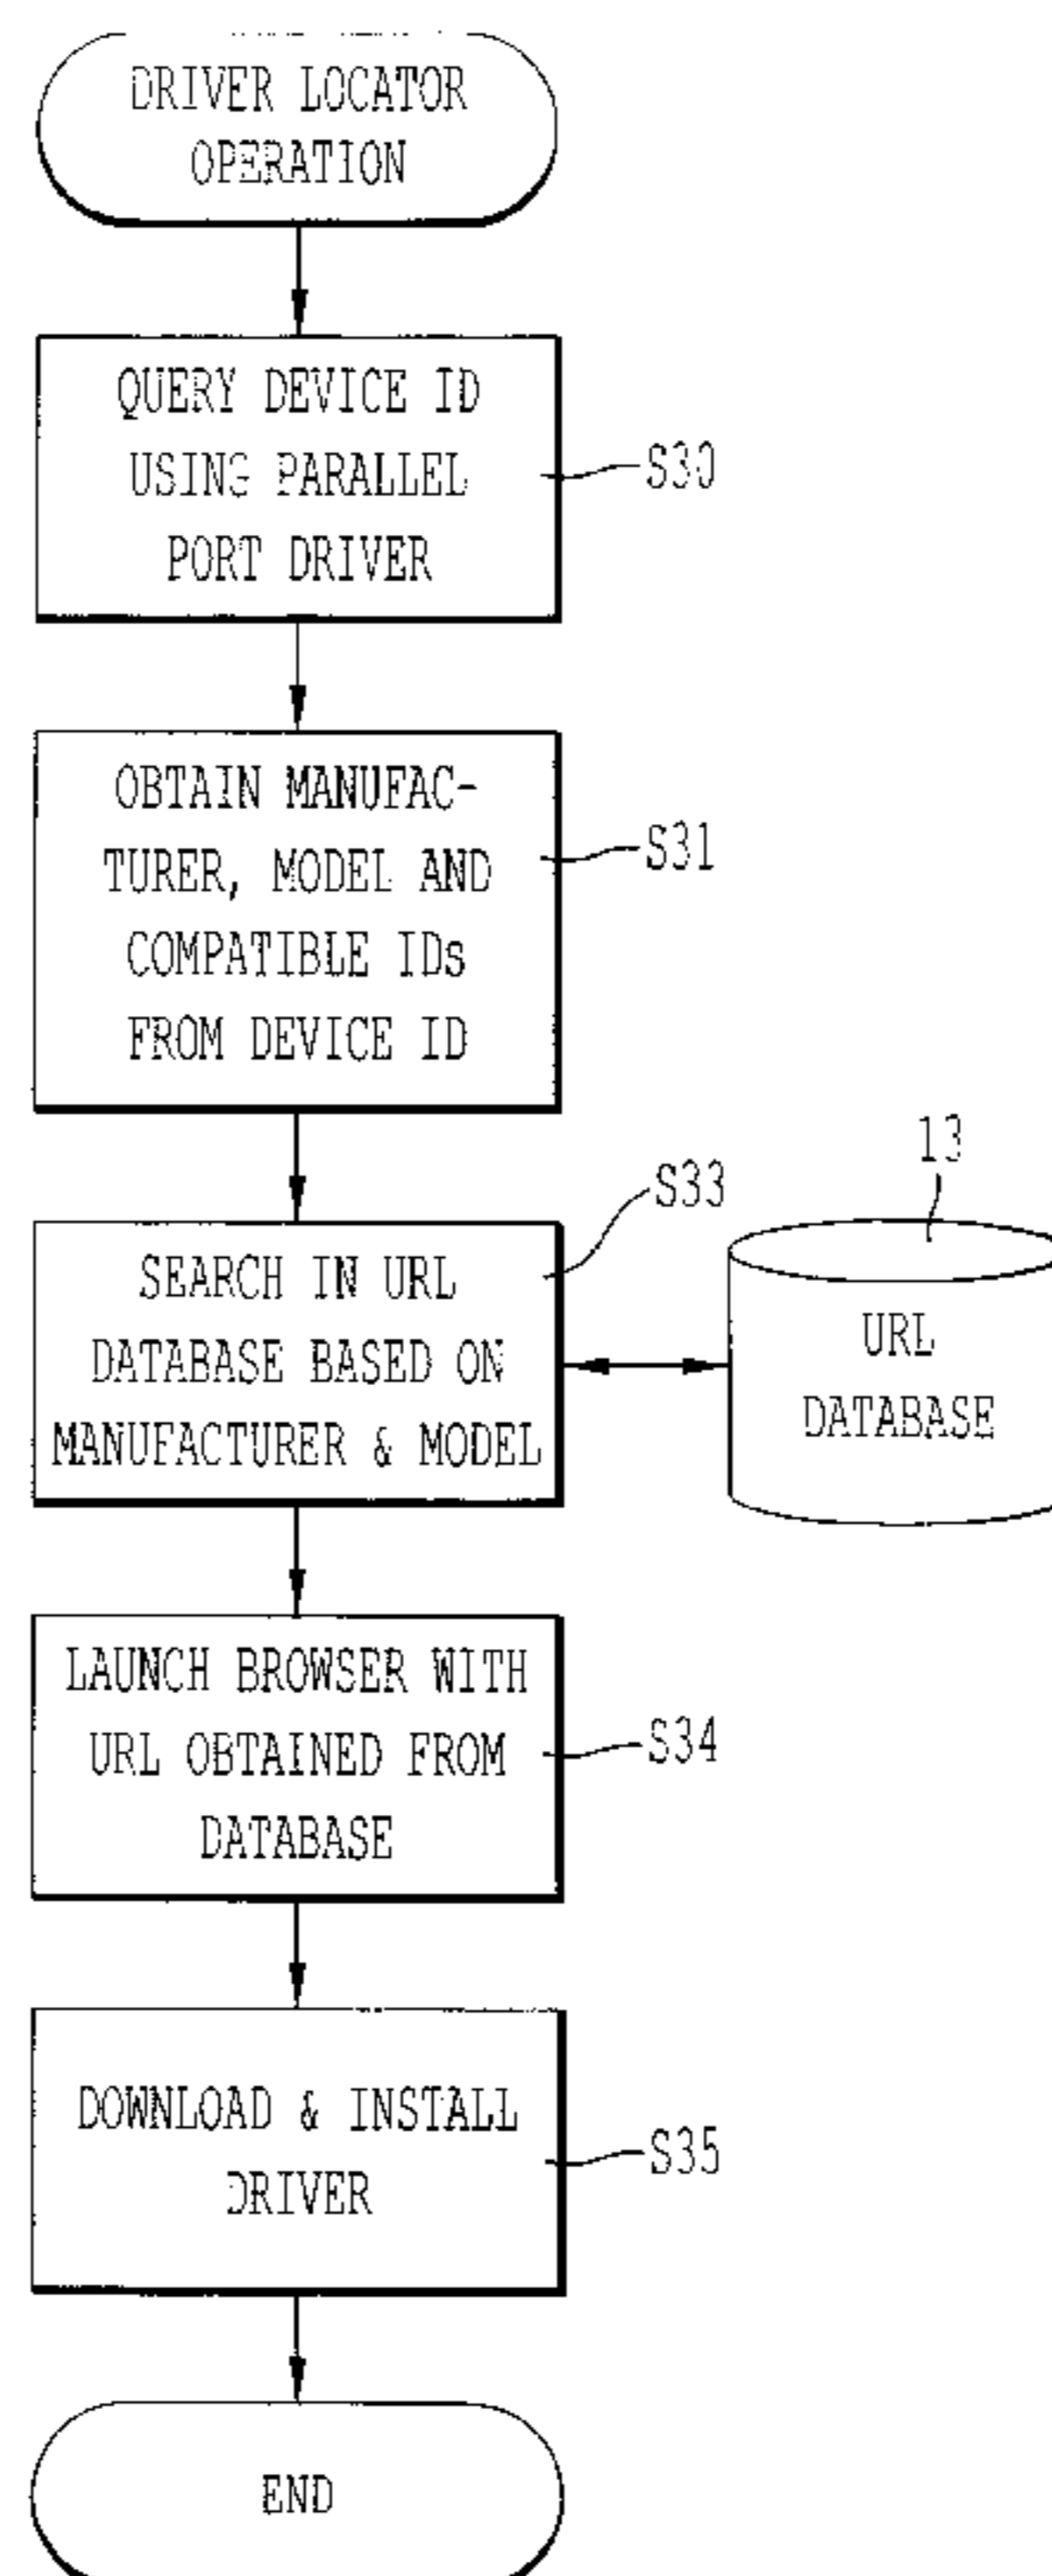 DRIVER LOCATOR
OPERATION
QUERY DEVICE ID
USING PARALLEL
PORT DRIVER
S30
OBTAIN MANUFAC-
TURER, MODEL AND
COMPATIBLE IDs
FROM DEVICE ID
S31
SEARCH IN URL
DATABASE BASED ON
MANUFACTURER & MODEL
S33
13
URL
DATABASE
LAUNCH BROWSER WITH
URL OBTAINED FROM
DATABASE
S34
DOWNLOAD & INSTALL
DRIVER
S35
END